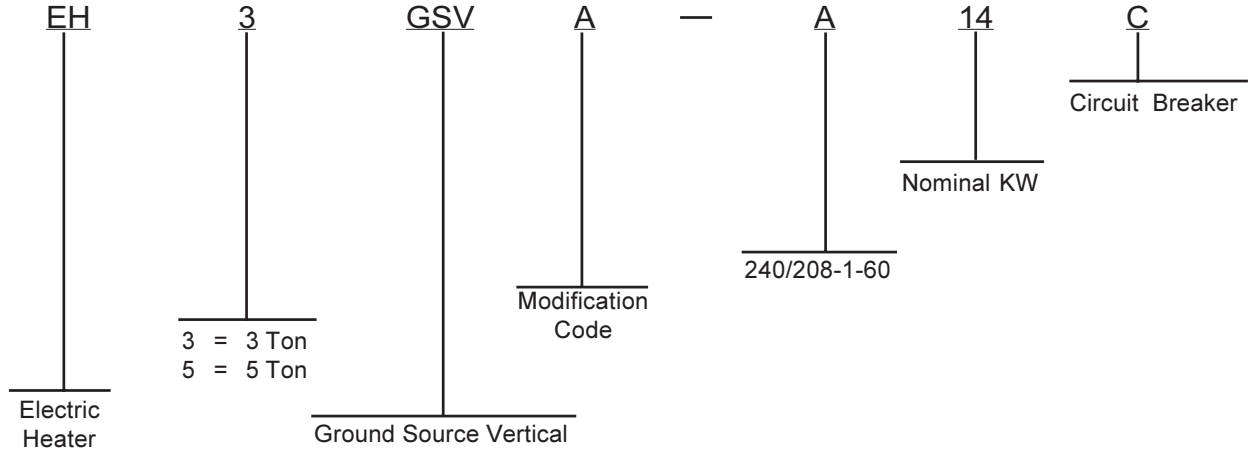 EH 3 GSV A — A 14 C
Circuit Breaker
Nominal KW
240/208-1-60
Modification
Code
3 = 3 Ton
5 = 5 Ton
Electric
Heater
Ground Source Vertical